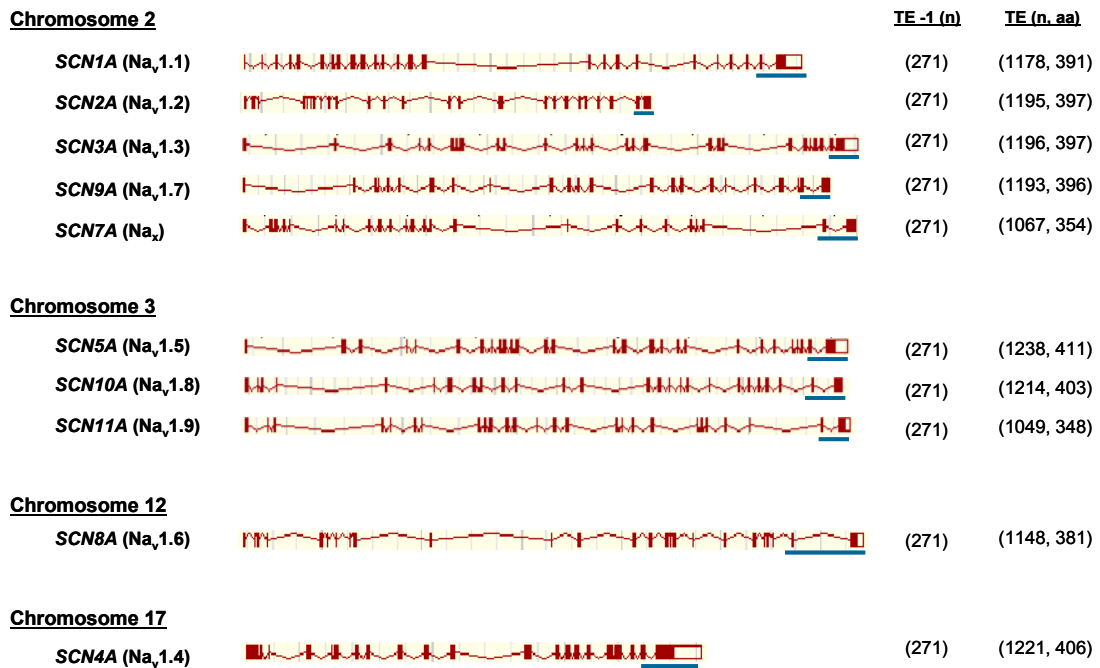 Chromosome 2 TE -1 (n) TE (n, aa)
SCN1A (Nav1.1) (271) (1178, 391)
SCN2A (Nav1.2) (271) (1195, 397)
SCN3A (Nav1.3) (271) (1196, 397)
SCN9A (Nav1.7) (271) (1193, 396)
SCN7A (Nax) (271) (1067, 354)
Chromosome 3
SCN5A (Nav1.5) (271) (1238, 411)
SCN10A (Nav1.8) (271) (1214, 403)
SCN11A (Nav1.9) (271) (1049, 348)
Chromosome 12
SCN8A (Nav1.6) (271) (1148, 381)
Chromosome 17
SCN4A (Nav1.4) (271) (1221, 406)